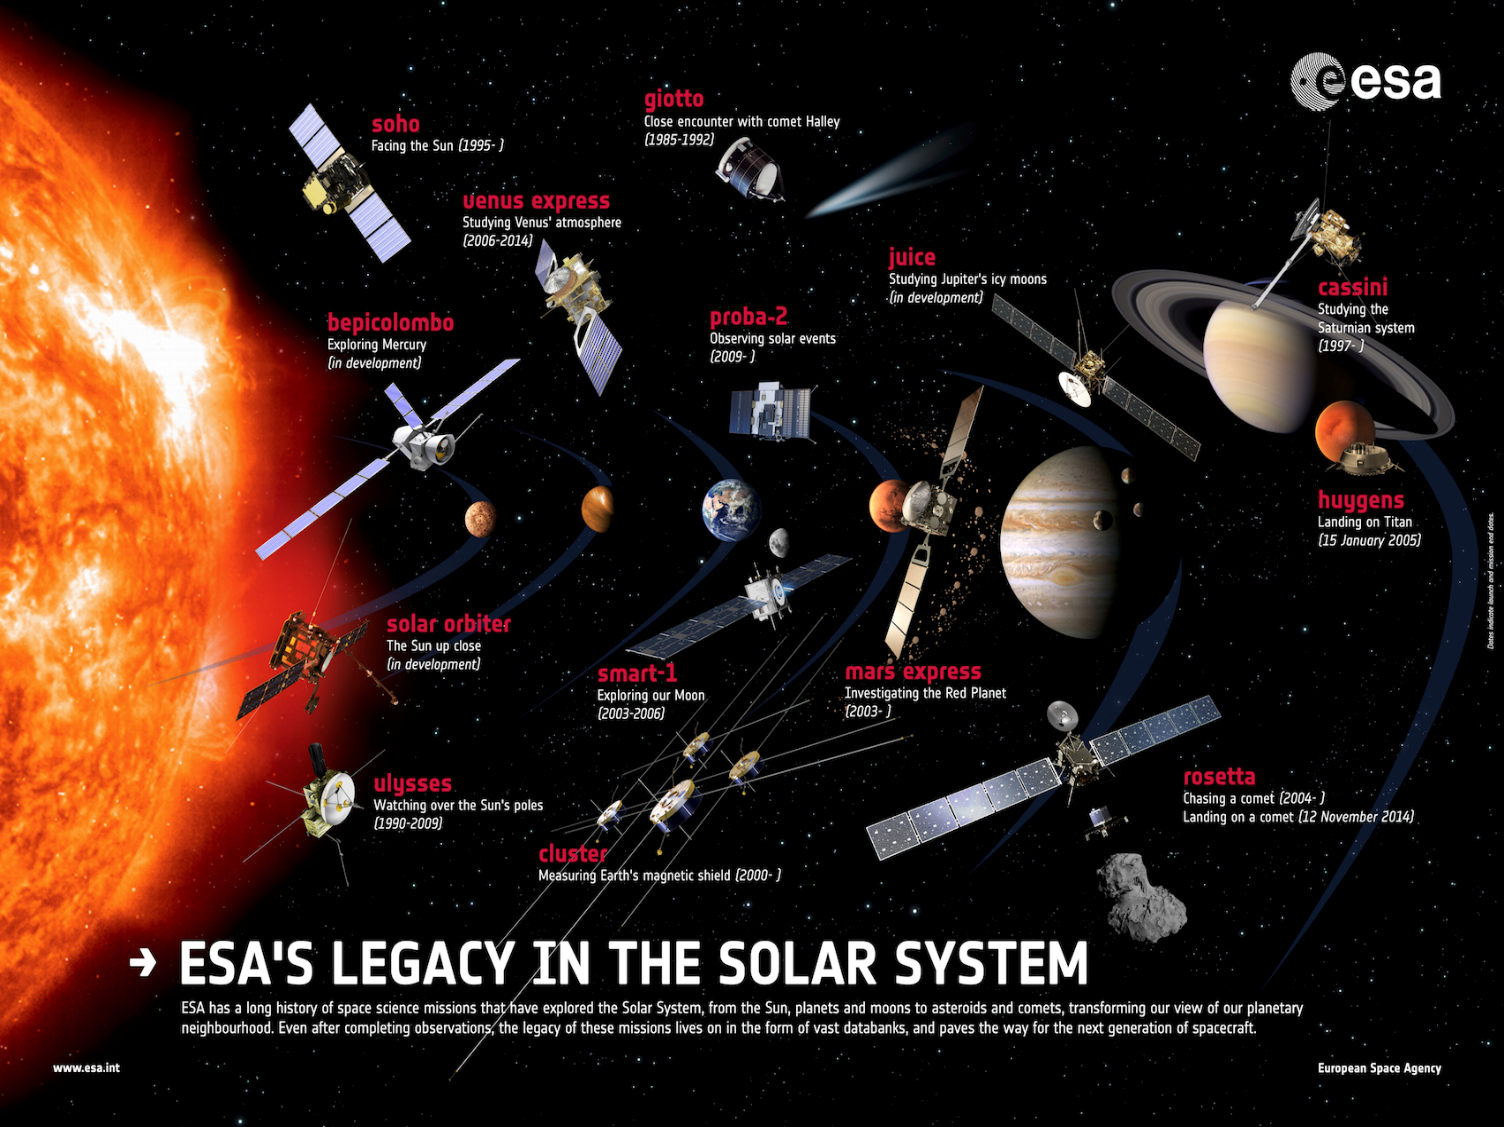 esa
giotto
Close encounter with comet Halley
(1985-1992)
soho
Facing the Sun (1995- )
venus express
Studying Venus' atmosphere
(2006-2014)
juice
Studying Jupiter's icy moons
(in development)
cassini
Studying the
Saturnian system
(1997- )
bepicolombo
Exploring Mercury
(in development)
proba-2
Observing solar events
(2009- )
huygens
Landing on Titan
(15 January 2005)
Dates indicate launch and mission end dates.
solar orbiter
The Sun up close
(in development)
smart-1
Exploring our Moon
(2003-2006)
mars express
Investigating the Red Planet
(2003- )
ulysses
Watching over the Sun's poles
(1990-2009)
rosetta
Chasing a comet (2004- )
Landing on a comet (12 November 2014)
cluster
Measuring Earth's magnetic shield (2000- )
→ ESA'S LEGACY IN THE SOLAR SYSTEM
ESA has a long history of space science missions that have explored the Solar System, from the Sun, planets and moons to asteroids and comets, transforming our view of our planetary
neighbourhood. Even after completing observations, the legacy of these missions lives on in the form of vast databanks, and paves the way for the next generation of spacecraft.
www.esa.int
European Space Agency